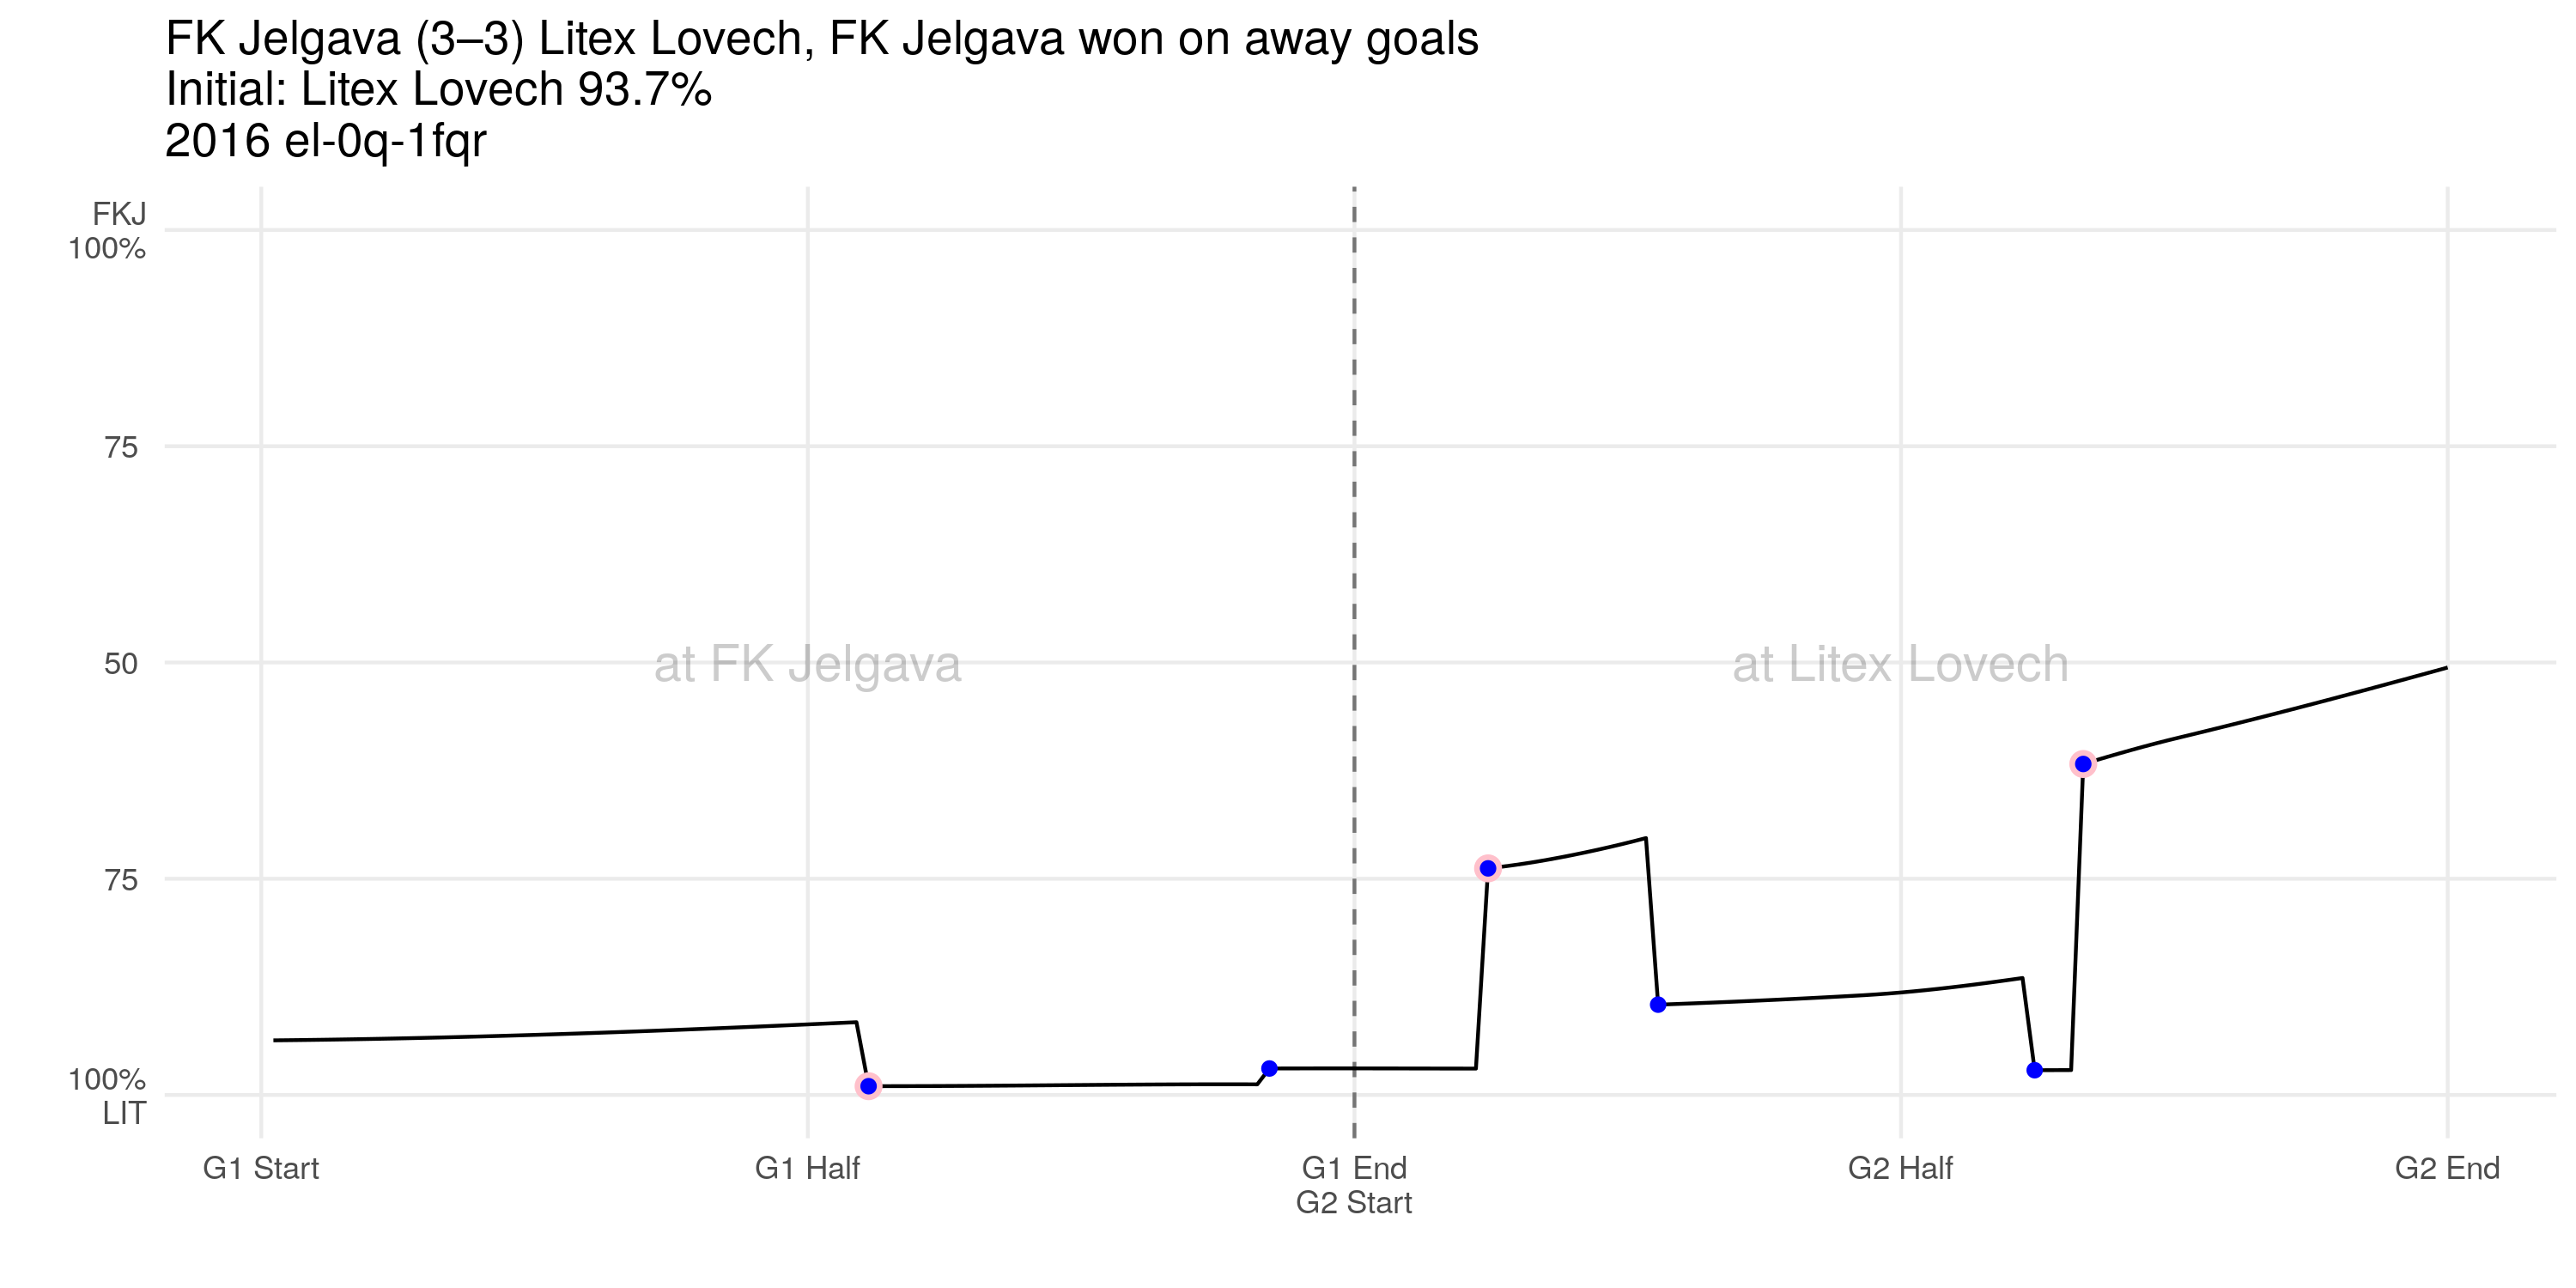 FK Jelgava (3–3) Litex Lovech, FK Jelgava won on away goals
Initial: Litex Lovech 93.7%
2016 el-0q-1fqr
FKJ
100%
75
50
75
100%
LIT
at FK Jelgava
at Litex Lovech
G1 Start
G1 Half
G1 End
G2 Start
G2 Half
G2 End